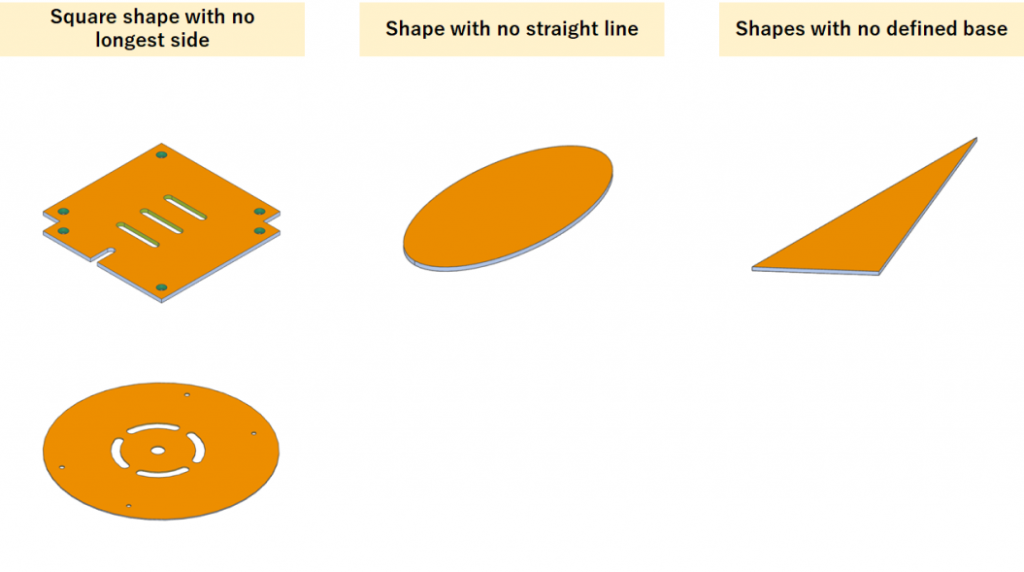 Square shape with no
longest side
Shape with no straight line
Shapes with no defined base